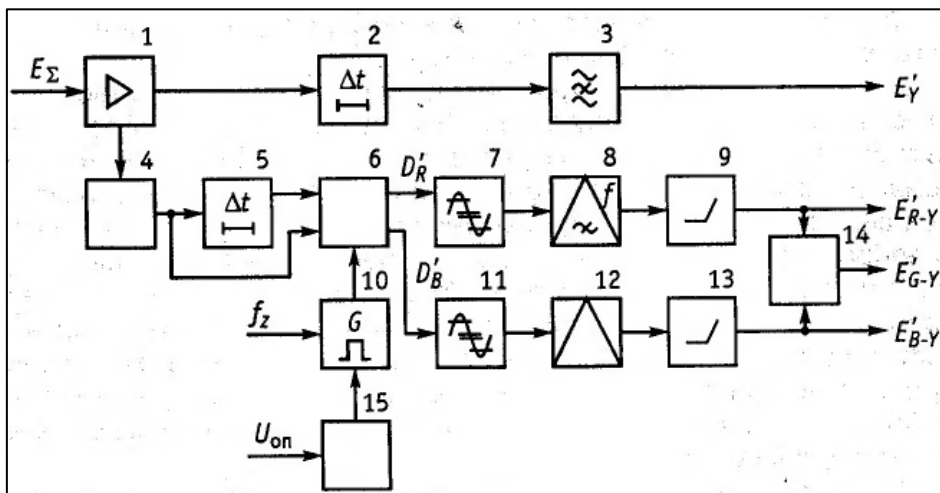 1 2 3
E_Σ Δt E'_Y
4 5 6 D'_R 7 8 9
Δt f E'_R-Y
14
E'_G-Y
10 D'_B 11 12 13
f_z G E'_B-Y
15
U_оп